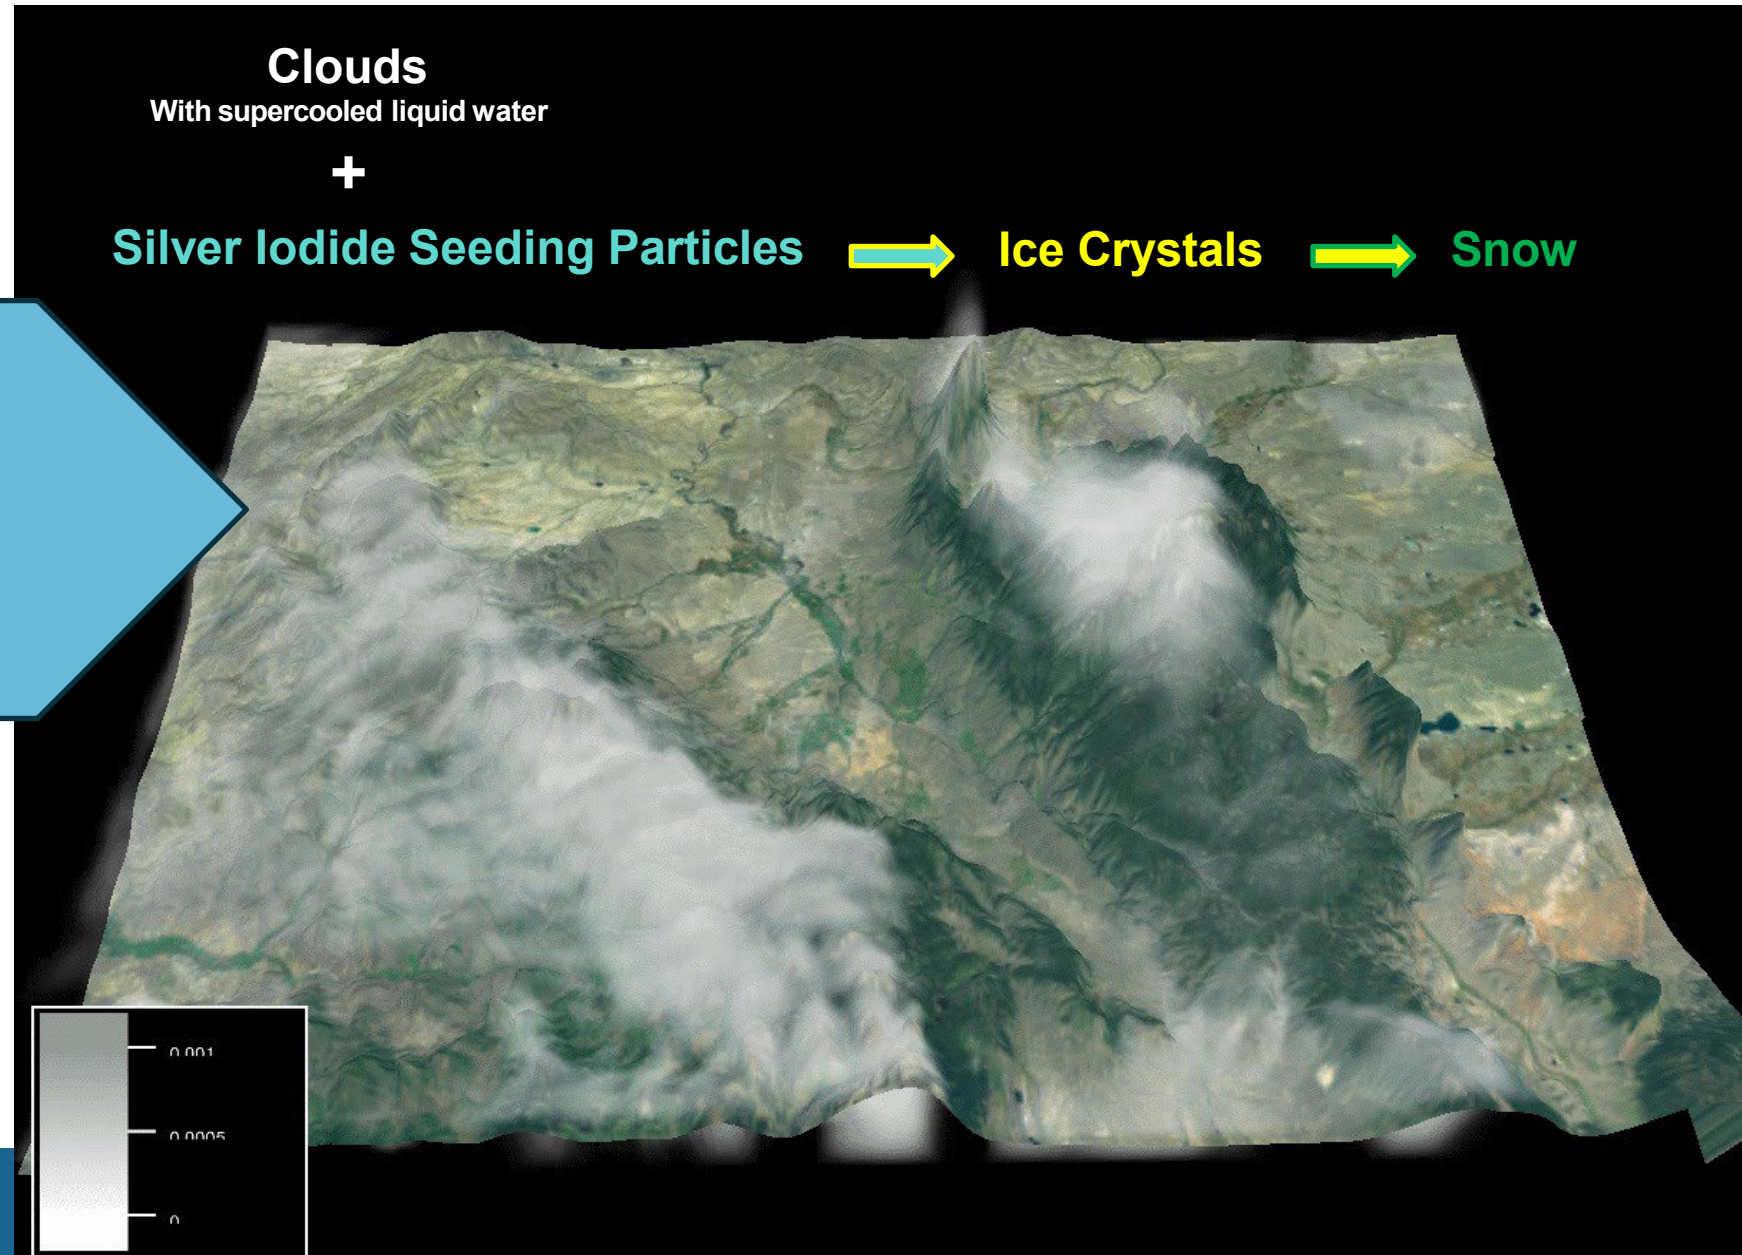 Clouds
With supercooled liquid water
+
Silver Iodide Seeding Particles Ice Crystals Snow
0.001
0.0005
0